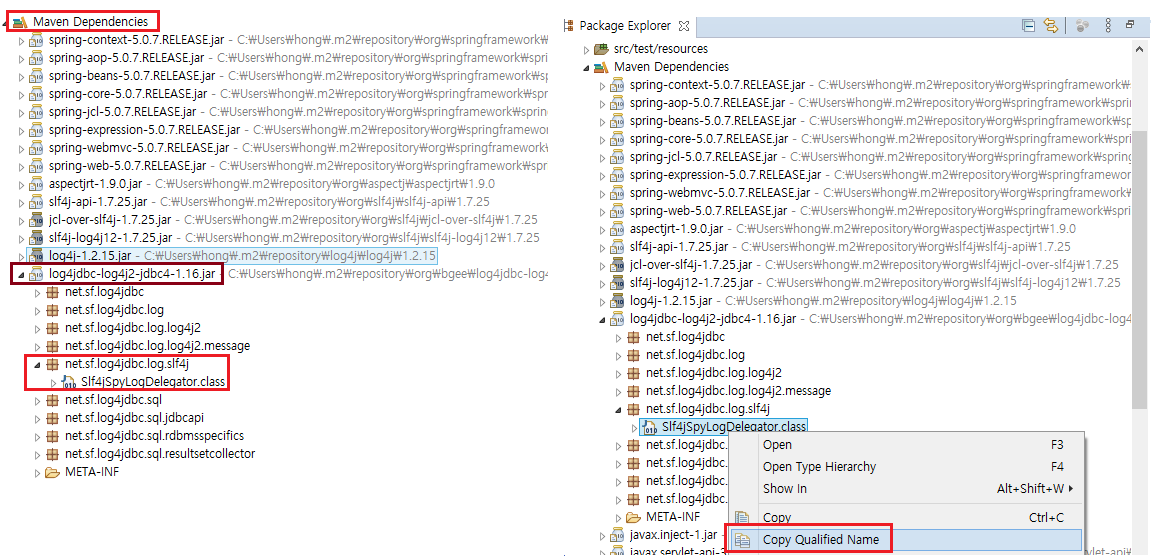 Maven Dependencies
spring-context-5.0.7.RELEASE.jar - C:₩Users₩hong₩.m2₩repository₩org₩springframework₩
spring-aop-5.0.7.RELEASE.jar - C:₩Users₩hong₩.m2₩repository₩org₩springframework₩
spring-beans-5.0.7.RELEASE.jar - C:₩Users₩hong₩.m2₩repository₩org₩springframework₩
spring-core-5.0.7.RELEASE.jar - C:₩Users₩hong₩.m2₩repository₩org₩springframework₩
spring-jcl-5.0.7.RELEASE.jar - C:₩Users₩hong₩.m2₩repository₩org₩springframework₩
spring-expression-5.0.7.RELEASE.jar - C:₩Users₩hong₩.m2₩repository₩org₩springframework
spring-webmvc-5.0.7.RELEASE.jar - C:₩Users₩hong₩.m2₩repository₩org₩springframework
spring-web-5.0.7.RELEASE.jar - C:₩Users₩hong₩.m2₩repository₩org₩springframework₩sp
aspectjrt-1.9.0.jar - C:₩Users₩hong₩.m2₩repository₩org₩aspectj₩aspectjrt₩1.9.0
slf4j-api-1.7.25.jar - C:₩Users₩hong₩.m2₩repository₩org₩slf4j₩slf4j-api₩1.7.25
jcl-over-slf4j-1.7.25.jar - C:₩Users₩hong₩.m2₩repository₩org₩slf4j₩jcl-over-slf4j₩1.7.25
slf4j-log4j12-1.7.25.jar - C:₩Users₩hong₩.m2₩repository₩org₩slf4j₩slf4j-log4j12₩1.7.25
log4j-1.2.15.jar - C:₩Users₩hong₩.m2₩repository₩log4j₩log4j₩1.2.15
log4jdbc-log4j2-jdbc4-1.16.jar - C:₩Users₩hong₩.m2₩repository₩org₩bgee₩log4jdbc-log4
net.sf.log4jdbc
net.sf.log4jdbc.log
net.sf.log4jdbc.log.log4j2
net.sf.log4jdbc.log.log4j2.message
net.sf.log4jdbc.log.slf4j
Slf4jSpyLogDelegator.class
net.sf.log4jdbc.sql
net.sf.log4jdbc.sql.jdbcapi
net.sf.log4jdbc.sql.rdbmsspecifics
net.sf.log4jdbc.sql.resultsetcollector
META-INF
Package Explorer
src/test/resources
Maven Dependencies
spring-context-5.0.7.RELEASE.jar - C:₩Users₩hong₩.m2₩repository₩org₩springframework₩
spring-aop-5.0.7.RELEASE.jar - C:₩Users₩hong₩.m2₩repository₩org₩springframework₩
spring-beans-5.0.7.RELEASE.jar - C:₩Users₩hong₩.m2₩repository₩org₩springframework₩
spring-core-5.0.7.RELEASE.jar - C:₩Users₩hong₩.m2₩repository₩org₩springframework₩
spring-jcl-5.0.7.RELEASE.jar - C:₩Users₩hong₩.m2₩repository₩org₩springframework₩
spring-expression-5.0.7.RELEASE.jar - C:₩Users₩hong₩.m2₩repository₩org₩springframework
spring-webmvc-5.0.7.RELEASE.jar - C:₩Users₩hong₩.m2₩repository₩org₩springframework
spring-web-5.0.7.RELEASE.jar - C:₩Users₩hong₩.m2₩repository₩org₩springframework₩sp
aspectjrt-1.9.0.jar - C:₩Users₩hong₩.m2₩repository₩org₩aspectj₩aspectjrt₩1.9.0
slf4j-api-1.7.25.jar - C:₩Users₩hong₩.m2₩repository₩org₩slf4j₩slf4j-api₩1.7.25
jcl-over-slf4j-1.7.25.jar - C:₩Users₩hong₩.m2₩repository₩org₩slf4j₩jcl-over-slf4j₩1.7.25
slf4j-log4j12-1.7.25.jar - C:₩Users₩hong₩.m2₩repository₩org₩slf4j₩slf4j-log4j12₩1.7.25
log4j-1.2.15.jar - C:₩Users₩hong₩.m2₩repository₩log4j₩log4j₩1.2.15
log4jdbc-log4j2-jdbc4-1.16.jar - C:₩Users₩hong₩.m2₩repository₩org₩bgee₩log4jdbc-log4
net.sf.log4jdbc
net.sf.log4jdbc.log
net.sf.log4jdbc.log.log4j2
net.sf.log4jdbc.log.log4j2.message
net.sf.log4jdbc.log.slf4j
Slf4jSpyLogDelegator.class
net.sf.log4jdbc.
net.sf.log4jdbc.
net.sf.log4jdbc.
net.sf.log4jdbc.
META-INF
javax.inject-1.jar
Open F3
Open Type Hierarchy F4
Show In Alt+Shift+W
Copy Ctrl+C
Copy Qualified Name